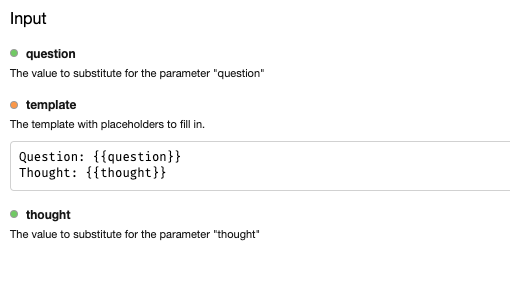 Input
question
The value to substitute for the parameter "question"
template
The template with placeholders to fill in.
Question: {{question}}
Thought: {{thought}}
thought
The value to substitute for the parameter "thought"